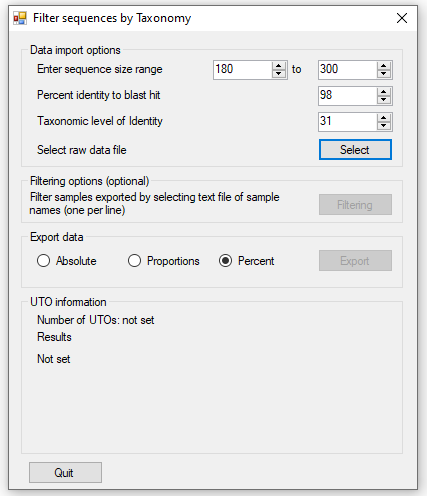 Filter sequences by Taxonomy
Data import options
Enter sequence size range 180 to 300
Percent identity to blast hit 98
Taxonomic level of Identity 31
Select raw data file Select
Filtering options (optional)
Filter samples exported by selecting text file of sample
names (one per line) Filtering
Export data
Absolute Proportions Percent Export
UTO information
Number of UTOs: not set
Results
Not set
Quit